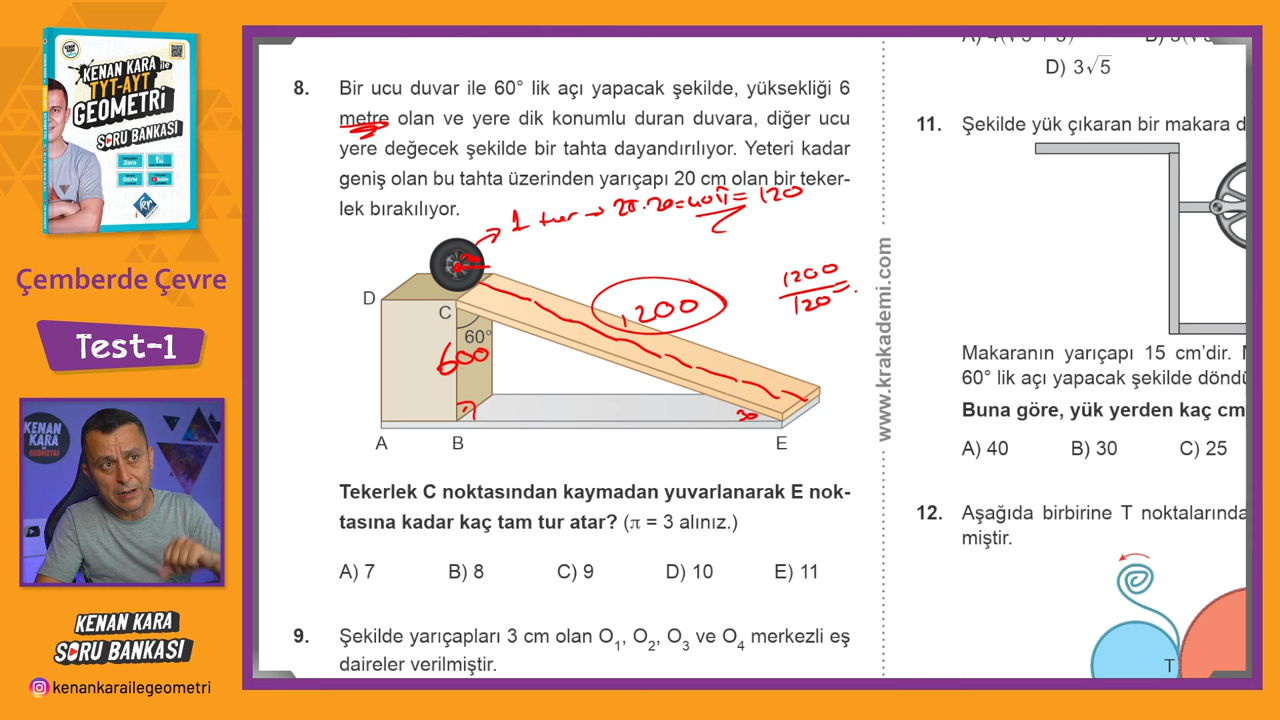 KENAN KARA ile
TYT-AYT
GEOMETRİ
SORU BANKASI
Çemberde Çevre
Test-1
KENAN KARA
SORU BANKASI
kenankarailegeometri
8. Bir ucu duvar ile 60° lik açı yapacak şekilde, yüksekliği 6
metre olan ve yere dik konumlu duran duvara, diğer ucu
yere değecek şekilde bir tahta dayandırılıyor. Yeteri kadar
geniş olan bu tahta üzerinden yarıçapı 20 cm olan bir teker-
lek bırakılıyor.
1 tur → 2π.20=40π=120
1200
120
=
D
C
60°
600
1200
30
A
B
E
Tekerlek C noktasından kaymadan yuvarlanarak E nok-
tasına kadar kaç tam tur atar? (π = 3 alınız.)
A) 7 B) 8 C) 9 D) 10 E) 11
9. Şekilde yarıçapları 3 cm olan O1, O2, O3 ve O4 merkezli eş
daireler verilmiştir.
www.krakademi.com
D) 3√5
11. Şekilde yük çıkaran bir makara d
Makaranın yarıçapı 15 cm'dir.
60° lik açı yapacak şekilde döndü
Buna göre, yük yerden kaç cm
A) 40 B) 30 C) 25
12. Aşağıda birbirine T noktalarında
miştir.
T